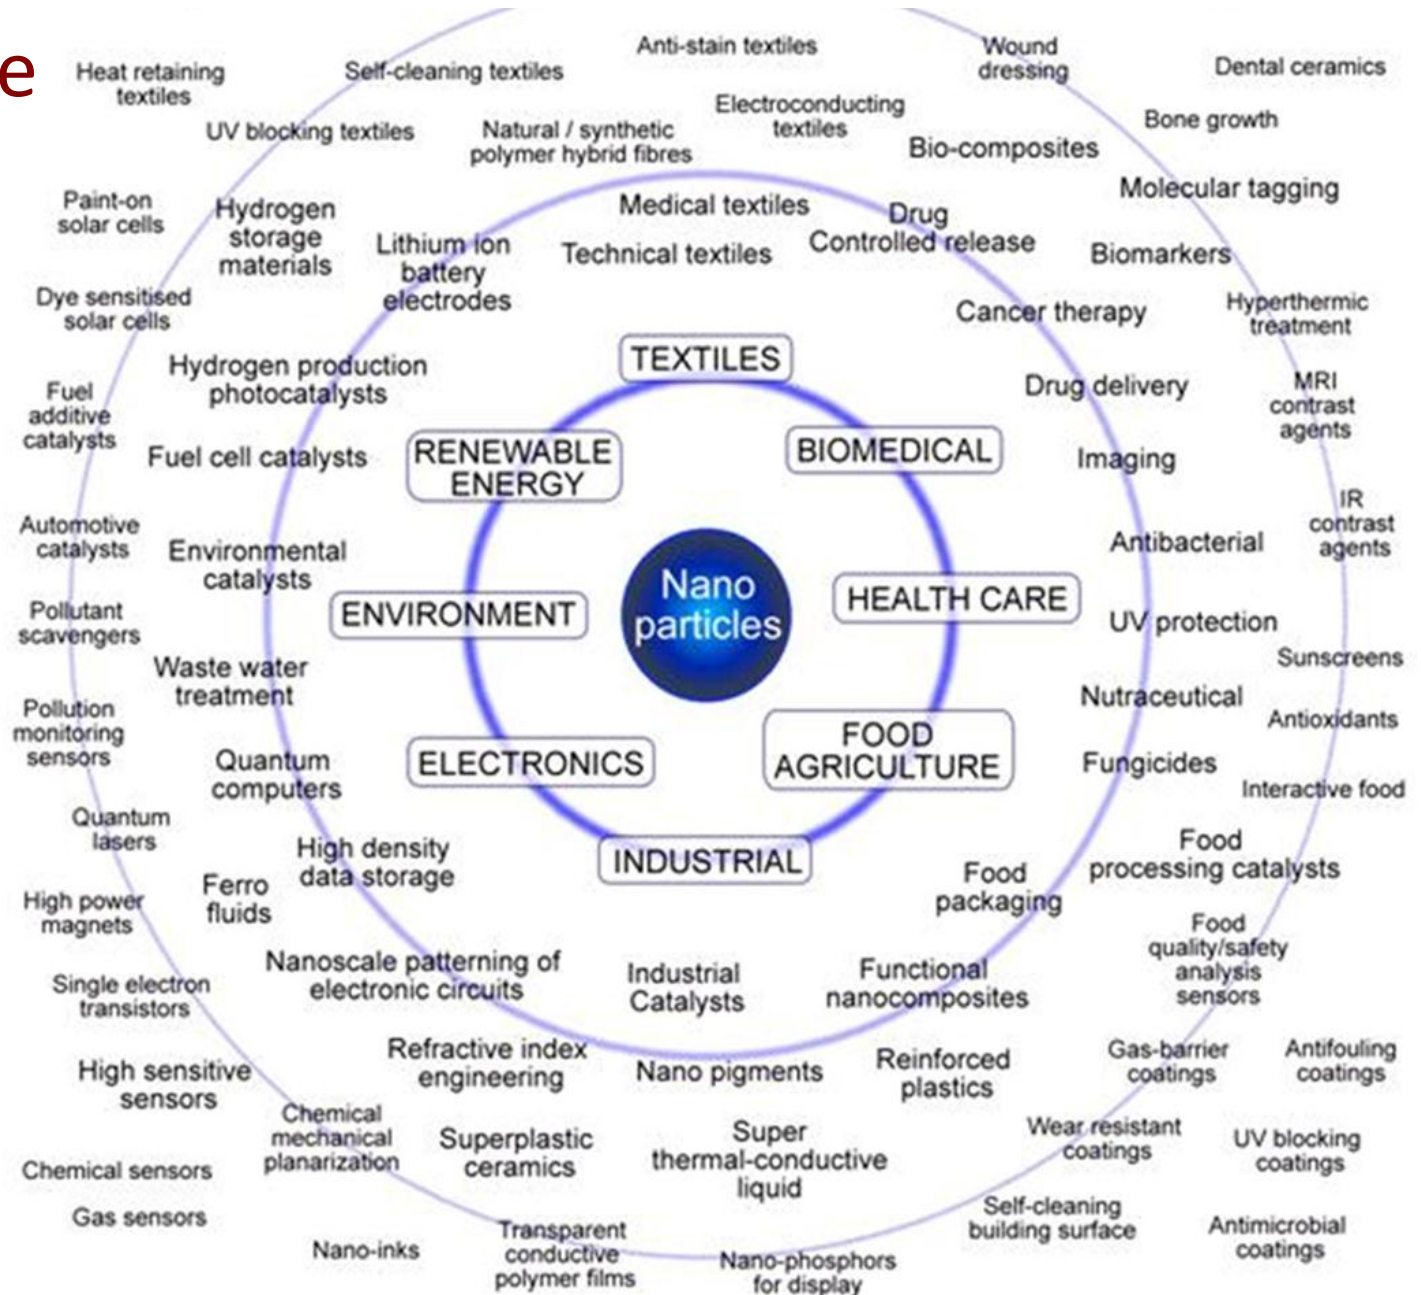 e
Anti-stain textiles
Wound
dressing
Dental ceramics
Heat retaining
textiles
Self-cleaning textiles
Electroconducting
textiles
Bone growth
UV blocking textiles
Natural / synthetic
polymer hybrid fibres
Bio-composites
Molecular tagging
Paint-on
solar cells
Hydrogen
storage
materials
Medical textiles
Drug
Controlled release
Lithium ion
battery
electrodes
Technical textiles
Biomarkers
Dye sensitised
solar cells
Cancer therapy
Hyperthermic
treatment
TEXTILES
Hydrogen production
photocatalysts
Drug delivery
MRI
contrast
agents
Fuel
additive
catalysts
RENEWABLE
ENERGY
BIOMEDICAL
Fuel cell catalysts
Imaging
IR
contrast
agents
Automotive
catalysts
Environmental
catalysts
Antibacterial
Nano
particles
ENVIRONMENT
HEALTH CARE
Pollutant
scavengers
UV protection
Sunscreens
Waste water
treatment
Nutraceutical
Antioxidants
Pollution
monitoring
sensors
ELECTRONICS
FOOD
AGRICULTURE
Fungicides
Quantum
computers
Interactive food
Quantum
lasers
High density
data storage
INDUSTRIAL
Food
processing catalysts
Ferro
fluids
Food
packaging
High power
magnets
Food
quality/safety
analysis
sensors
Nanoscale patterning of
electronic circuits
Industrial
Catalysts
Functional
nanocomposites
Single electron
transistors
Refractive index
engineering
Nano pigments
Reinforced
plastics
Gas-barrier
coatings
Antifouling
coatings
High sensitive
sensors
Chemical
mechanical
planarization
Superplastic
ceramics
Super
thermal-conductive
liquid
Wear resistant
coatings
UV blocking
coatings
Chemical sensors
Gas sensors
Self-cleaning
building surface
Antimicrobial
coatings
Nano-inks
Transparent
conductive
polymer films
Nano-phosphors
for display